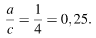 a/c = 1/4 = 0,25.